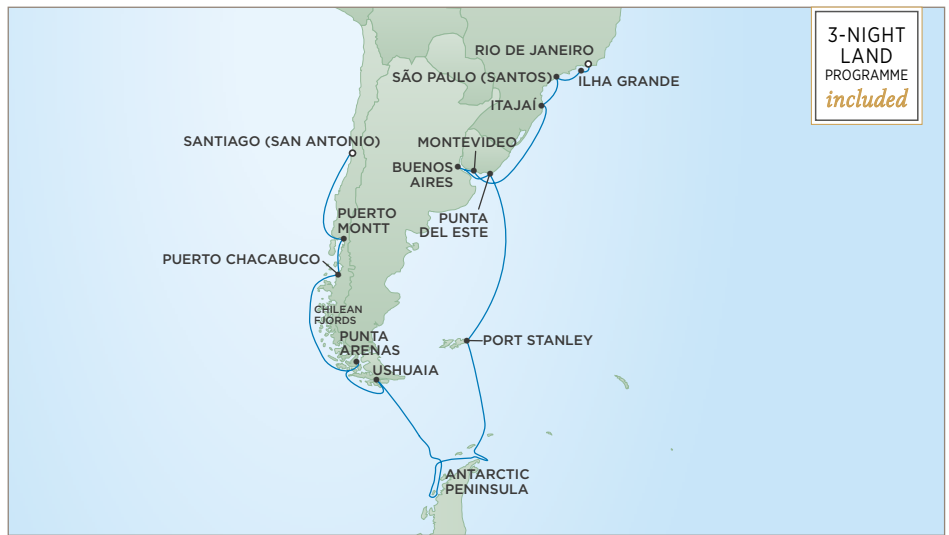 3-NIGHT
LAND
PROGRAMME
included
RIO DE JANEIRO
SÃO PAULO (SANTOS)
ILHA GRANDE
ITAJAÍ
SANTIAGO (SAN ANTONIO)
MONTEVIDEO
BUENOS
AIRES
PUNTA
DEL ESTE
PUERTO
MONTT
PUERTO CHACABUCO
CHILEAN
FJORDS
PUNTA
ARENAS
PORT STANLEY
USHUAIA
ANTARCTIC
PENINSULA